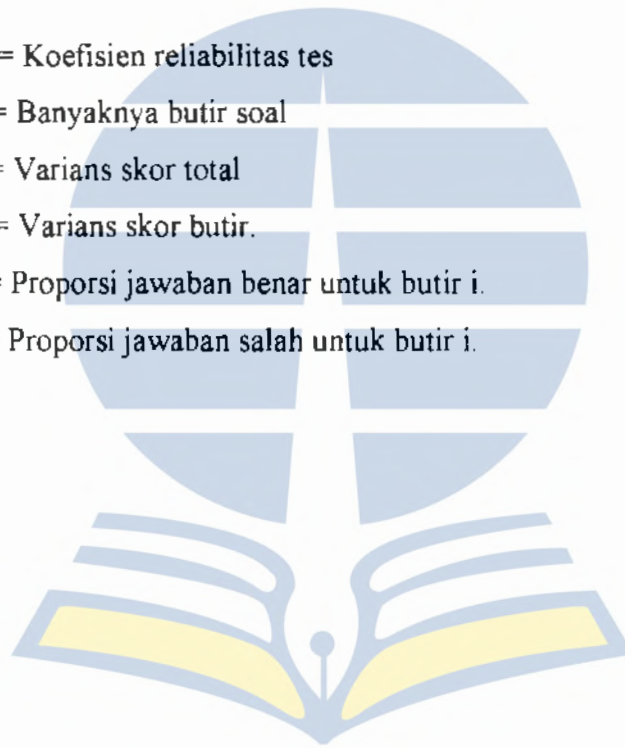 = Koefisien reliabilitas tes
= Banyaknya butir soal
= Varians skor total
= Varians skor butir.
= Proporsi jawaban benar untuk butir i.
Proporsi jawaban salah untuk butir i.